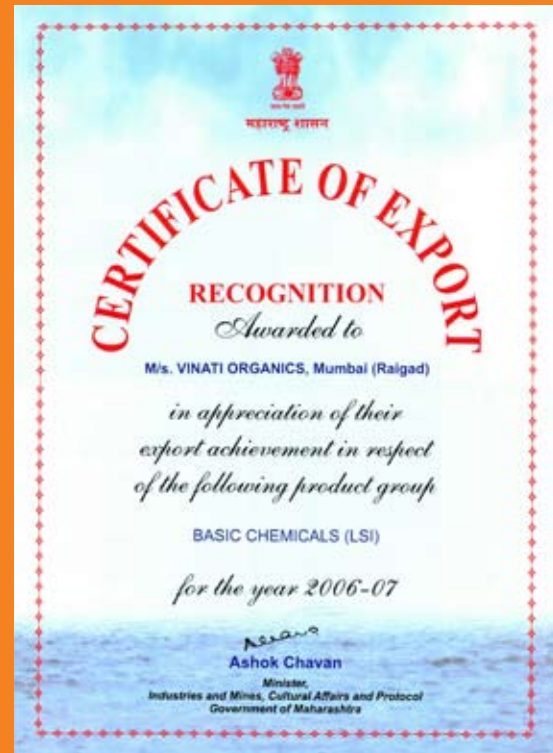 महाराष्ट्र शासन
CERTIFICATE OF EXPORT
RECOGNITION
Awarded to
M/s. VINATI ORGANICS, Mumbai (Raigad)
in appreciation of their
export achievement in respect
of the following product group
BASIC CHEMICALS (LSI)
for the year 2006-07
Ashok Chavan
Minister,
Industries and Mines, Cultural Affairs and Protocol
Government of Maharashtra